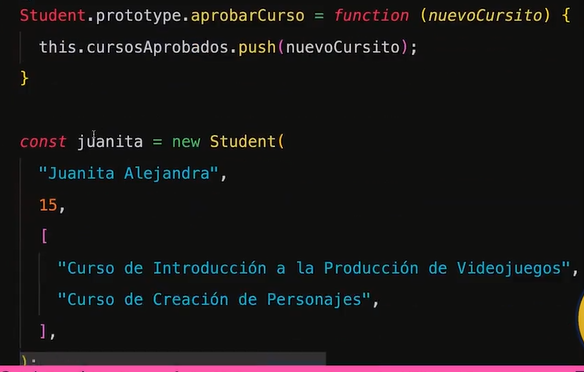 Student.prototype.aprobarCurso = function (nuevoCursito) {
this.cursosAprobados.push(nuevoCursito);
}
const juanita = new Student(
"Juanita Alejandra",
15,
[
"Curso de Introducción a la Producción de Videojuegos",
"Curso de Creación de Personajes",
],
);